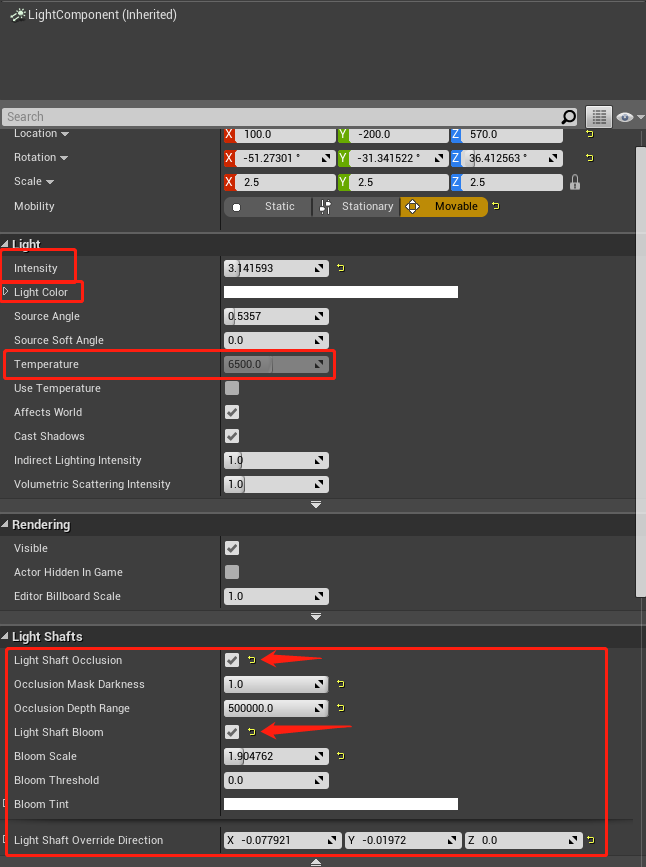 LightComponent (Inherited)
Search
Location X 100.0 Y -200.0 Z 570.0
Rotation X -51.27301 ° Y -31.341522 ° Z 36.412563 °
Scale X 2.5 Y 2.5 Z 2.5
Mobility Static Stationary Movable
Light
Intensity 3.141593
Light Color
Source Angle 0.5357
Source Soft Angle 0.0
Temperature 6500.0
Use Temperature
Affects World
Cast Shadows
Indirect Lighting Intensity 1.0
Volumetric Scattering Intensity 1.0
Rendering
Visible
Actor Hidden In Game
Editor Billboard Scale 1.0
Light Shafts
Light Shaft Occlusion
Occlusion Mask Darkness 1.0
Occlusion Depth Range 500000.0
Light Shaft Bloom
Bloom Scale 1.904762
Bloom Threshold 0.0
Bloom Tint
Light Shaft Override Direction X -0.077921 Y -0.01972 Z 0.0